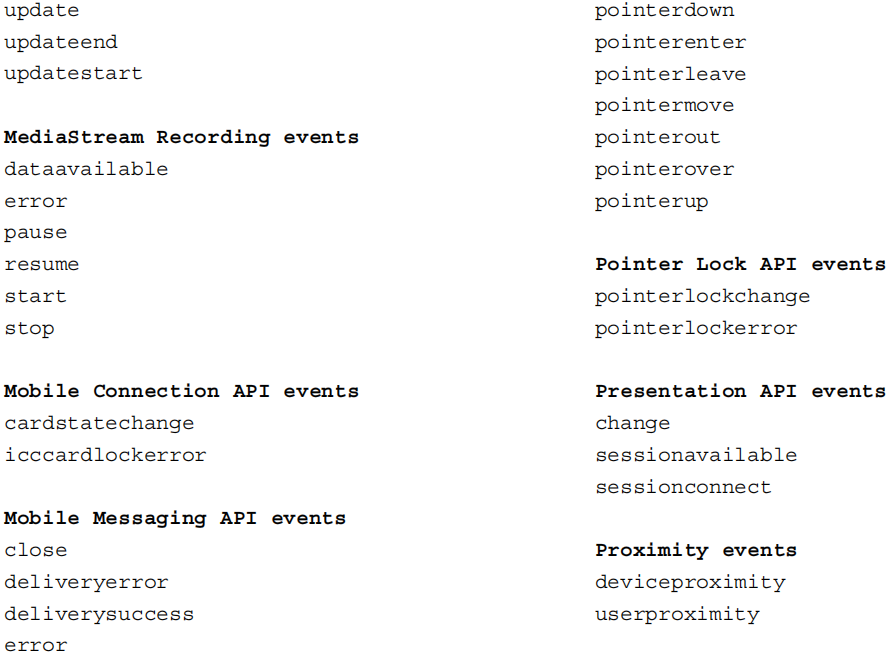 update
updateend
updatestart
MediaStream Recording events
dataavailable
error
pause
resume
start
stop
Mobile Connection API events
cardstatechange
icccardlockerror
Mobile Messaging API events
close
deliveryerror
deliverysuccess
error
pointerdown
pointerenter
pointerleave
pointermove
pointerout
pointerover
pointerup
Pointer Lock API events
pointerlockchange
pointerlockerror
Presentation API events
change
sessionavailable
sessionconnect
Proximity events
deviceproximity
userproximity